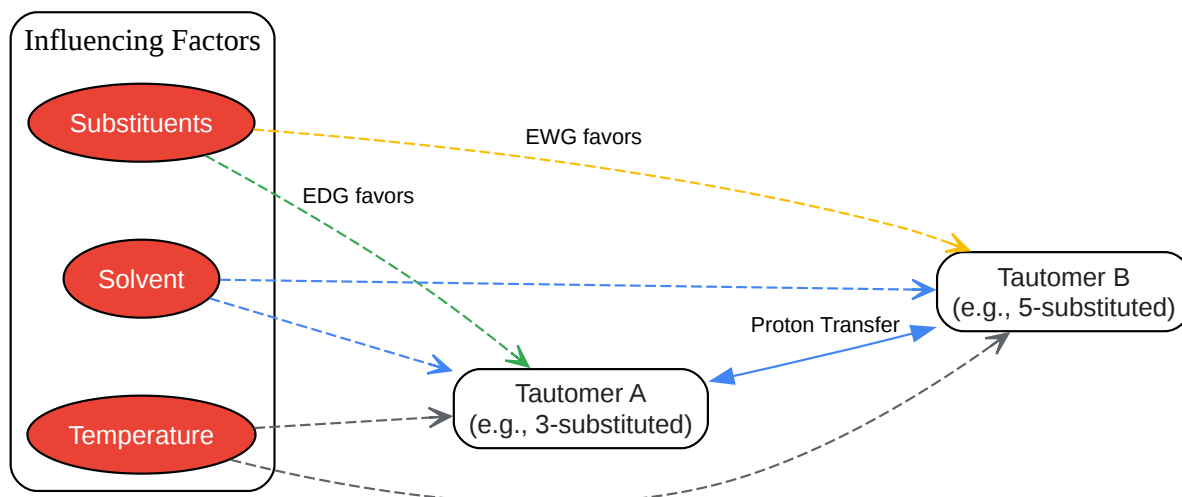 Influencing Factors
Substituents
EWG favors
EDG favors
Solvent
Tautomer B
(e.g., 5-substituted)
Proton Transfer
Tautomer A
(e.g., 3-substituted)
Temperature